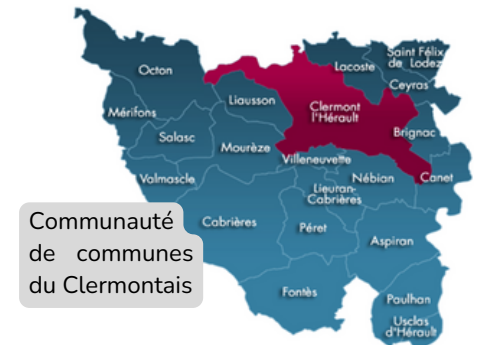 Saint Félix
de Lodez
Octon
Lacoste
Ceyras
Liausson
Clermont
l'Hérault
Mérifons
Salasc
Brignac
Mourèze
Villeneuvette
Valmascle
Nébian
Canet
Lieuran-
Cabrières
Cabrières
Péret
Aspiran
Communauté
de communes
du Clermontais
Fontès
Paulhan
Usclas
d'Hérault